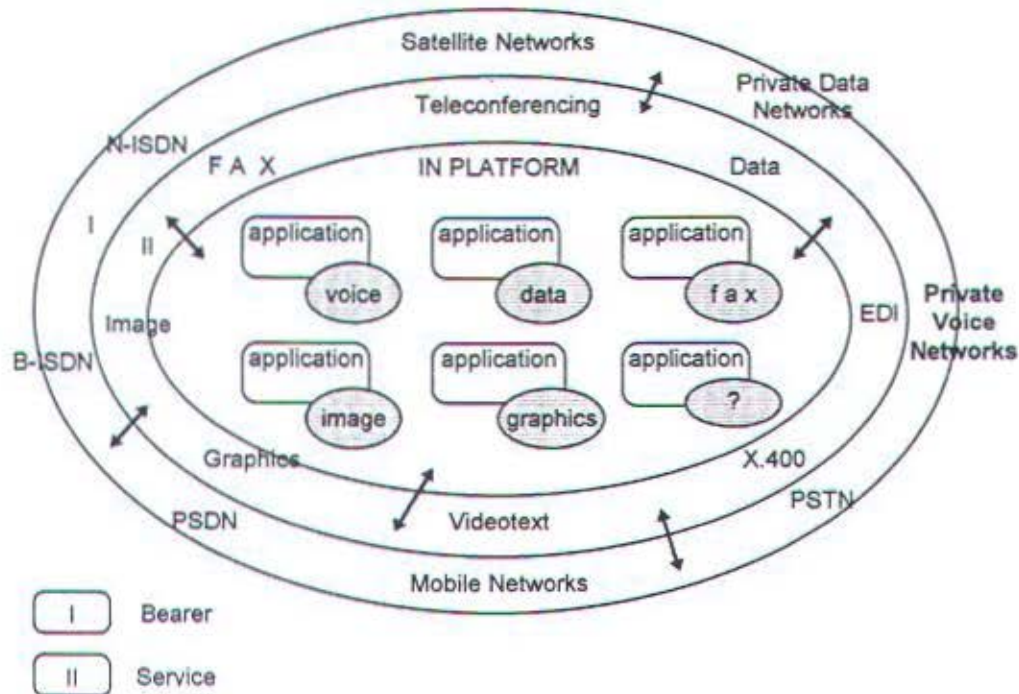 Satellite Networks
Private Data
Networks
Teleconferencing
N-ISDN
F A X
IN PLATFORM
Data
I
II
application
voice
application
data
application
f a x
Image
EDI
Private
Voice
Networks
B-ISDN
application
image
application
graphics
application
?
Graphics
X.400
PSDN
Videotext
PSTN
Mobile Networks
I Bearer
II Service